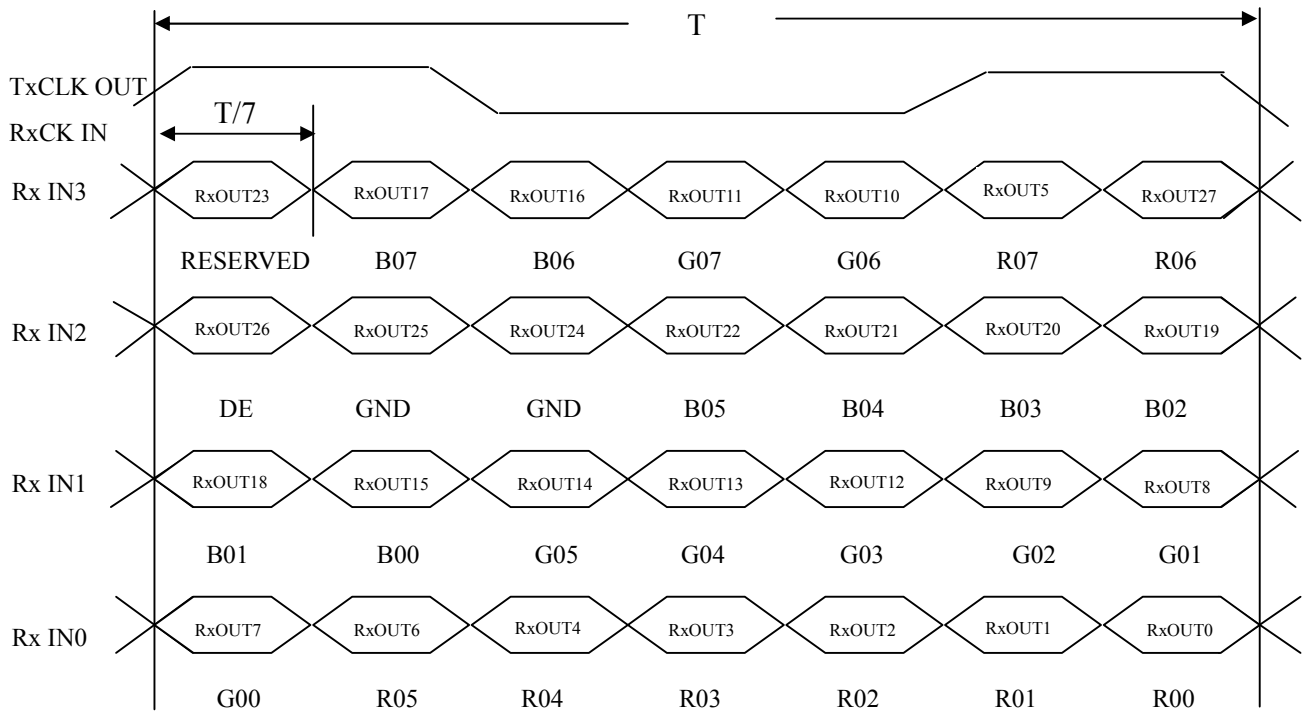 T
TxCLK OUT
T/7
RxCK IN
Rx IN3 RxOUT23 RxOUT17 RxOUT16 RxOUT11 RxOUT10 RxOUT5 RxOUT27
RESERVED B07 B06 G07 G06 R07 R06
Rx IN2 RxOUT26 RxOUT25 RxOUT24 RxOUT22 RxOUT21 RxOUT20 RxOUT19
DE GND GND B05 B04 B03 B02
Rx IN1 RxOUT18 RxOUT15 RxOUT14 RxOUT13 RxOUT12 RxOUT9 RxOUT8
B01 B00 G05 G04 G03 G02 G01
Rx IN0 RxOUT7 RxOUT6 RxOUT4 RxOUT3 RxOUT2 RxOUT1 RxOUT0
G00 R05 R04 R03 R02 R01 R00